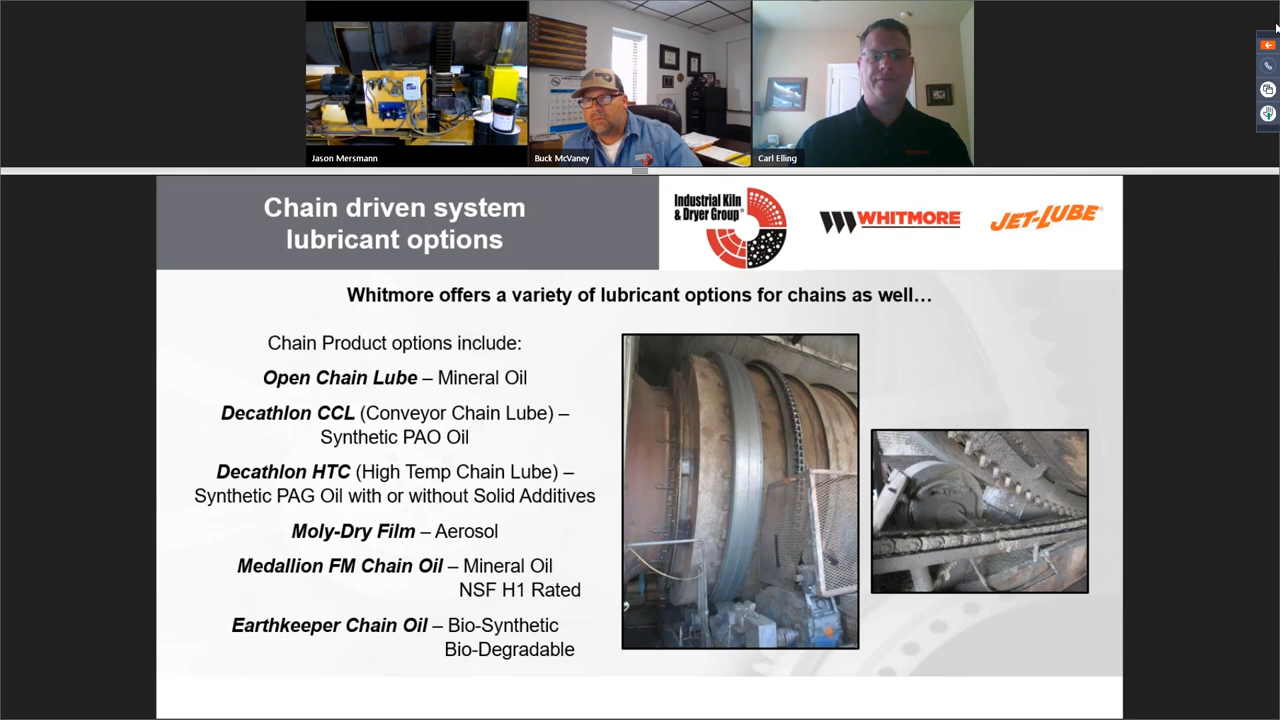 Jason Mersmann
Buck McVaney
Carl Elling
Chain driven system
lubricant options
Industrial Kiln
& Dryer Group®
WHITMORE
JET-LUBE®
Whitmore offers a variety of lubricant options for chains as well…
Chain Product options include:
Open Chain Lube – Mineral Oil
Decathlon CCL (Conveyor Chain Lube) –
Synthetic PAO Oil
Decathlon HTC (High Temp Chain Lube) –
Synthetic PAG Oil with or without Solid Additives
Moly-Dry Film – Aerosol
Medallion FM Chain Oil – Mineral Oil
NSF H1 Rated
Earthkeeper Chain Oil – Bio-Synthetic
Bio-Degradable